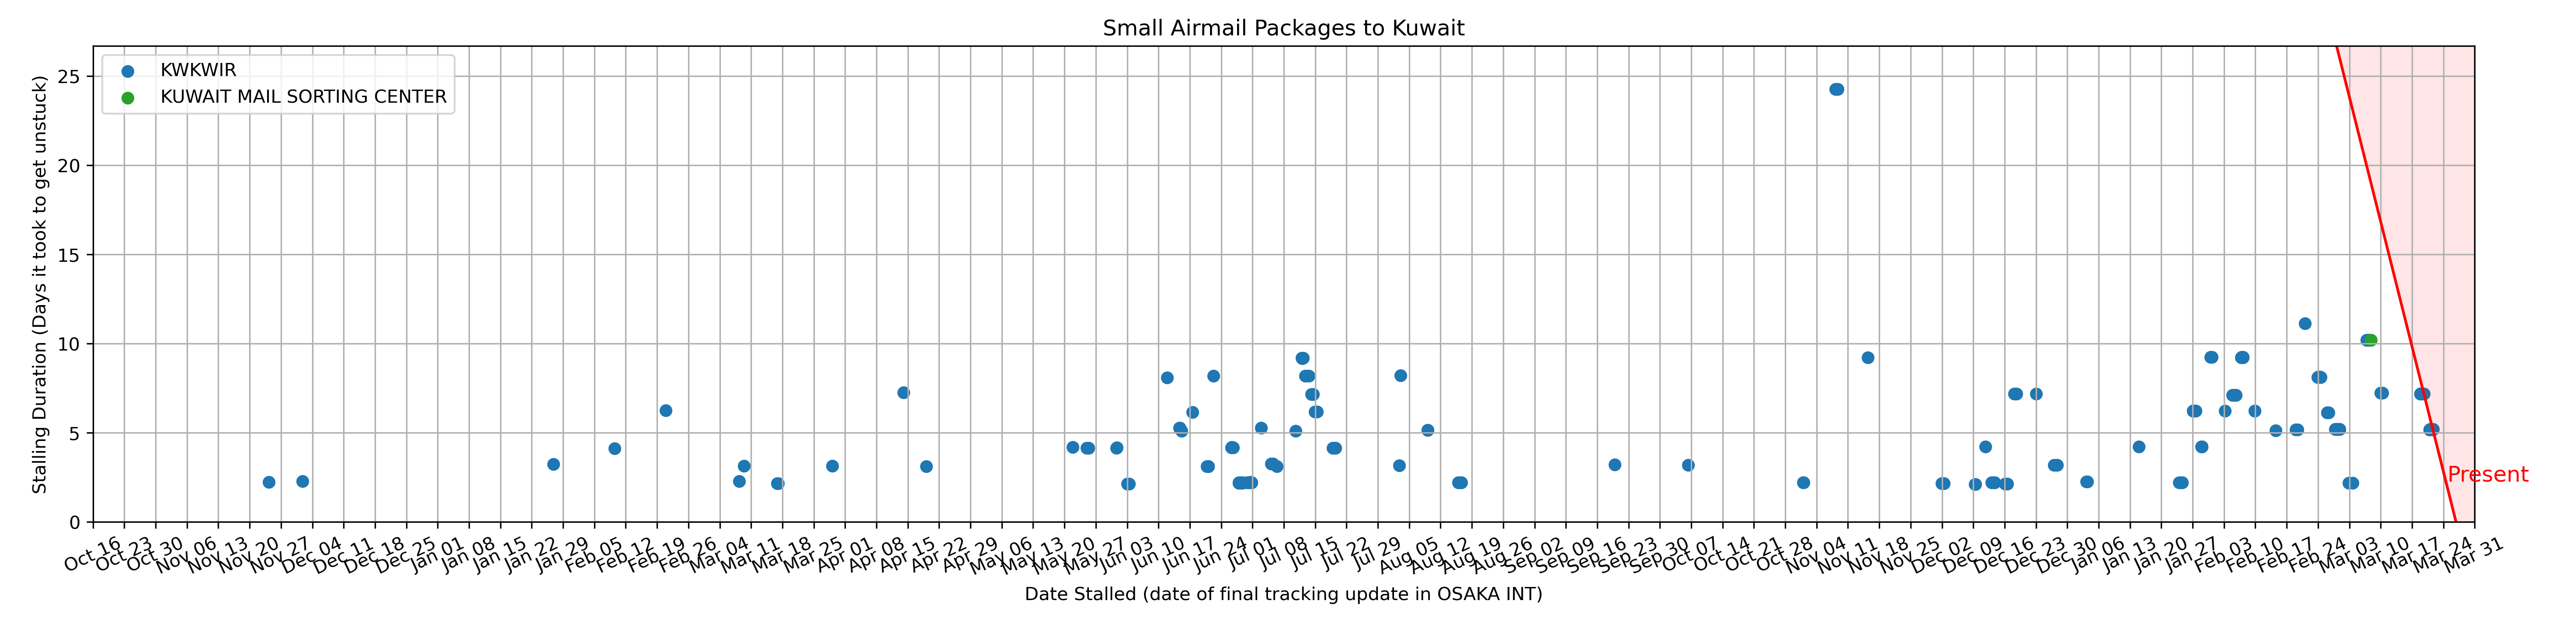 Small Airmail Packages to Kuwait
KWKWIR
KUWAIT MAIL SORTING CENTER
Stalling Duration (Days it took to get unstuck)
25
20
15
10
5
0
Present
Oct 16 Oct 23 Oct 30 Nov 06 Nov 13 Nov 20 Nov 27 Dec 04 Dec 11 Dec 18 Dec 25 Jan 01 Jan 08 Jan 15 Jan 22 Jan 29 Feb 05 Feb 12 Feb 19 Feb 26 Mar 04 Mar 11 Mar 18 Mar 25 Apr 01 Apr 08 Apr 15 Apr 22 Apr 29 May 06 May 13 May 20 May 27 Jun 03 Jun 10 Jun 17 Jun 24 Jul 01 Jul 08 Jul 15 Jul 22 Jul 29 Aug 05 Aug 12 Aug 19 Aug 26 Sep 02 Sep 09 Sep 16 Sep 23 Sep 30 Oct 07 Oct 14 Oct 21 Oct 28 Nov 04 Nov 11 Nov 18 Nov 25 Dec 02 Dec 09 Dec 16 Dec 23 Dec 30 Jan 06 Jan 13 Jan 20 Jan 27 Feb 03 Feb 10 Feb 17 Feb 24 Mar 03 Mar 10 Mar 17 Mar 24 Mar 31
Date Stalled (date of final tracking update in OSAKA INT)